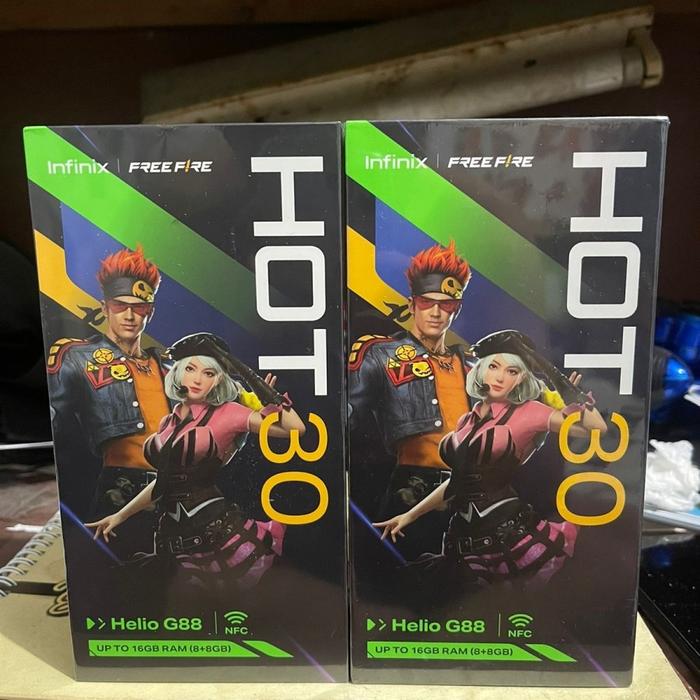 Infinix | FREE FIRE
HOT 30
Helio G88
NFC
UP TO 16GB RAM (8+8GB)
Infinix | FREE FIRE
HOT 30
Helio G88
NFC
UP TO 16GB RAM (8+8GB)